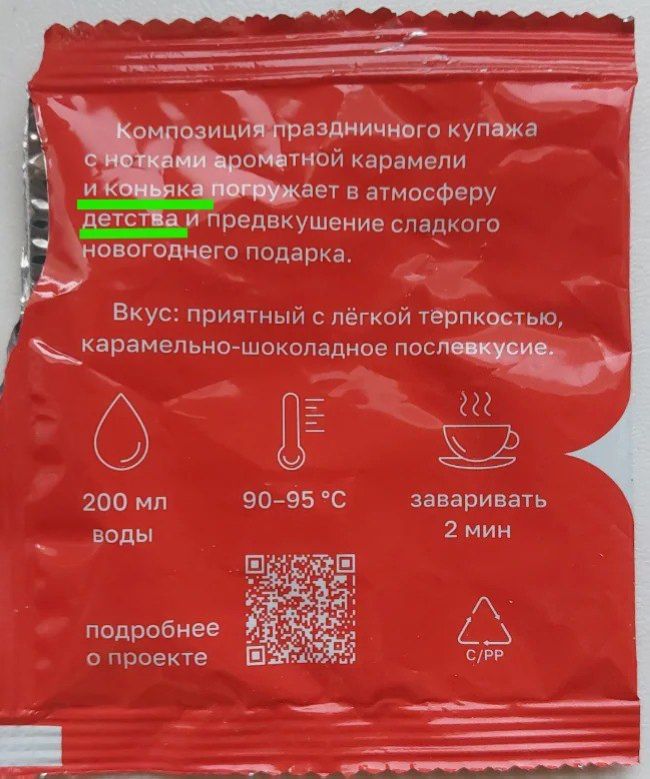 Композиция праздничного купажа
с нотками ароматной карамели
и коньяка погружает в атмосферу
детства и предвкушение сладкого
новогоднего подарка.
Вкус: приятный с лёгкой терпкостью,
карамельно-шоколадное послевкусие.
200 мл
воды
90–95 °C
заваривать
2 мин
подробнее
о проекте
C/PP